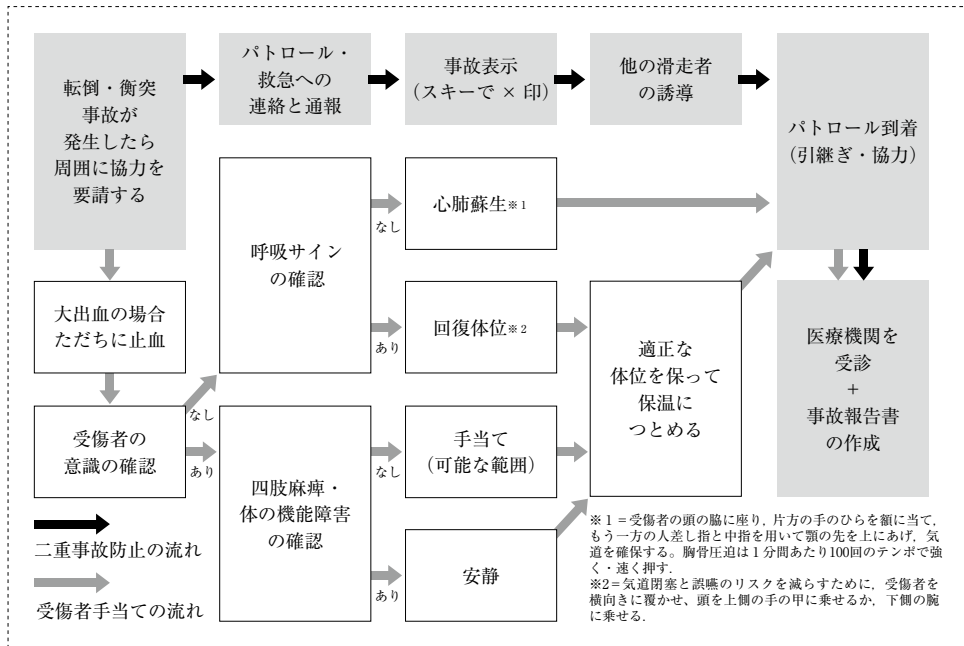 転倒・衝突
事故が
発生したら
周囲に協力を
要請する
パトロール・
救急への
連絡と通報
事故表示
(スキーで × 印)
他の滑走者
の誘導
パトロール到着
(引継ぎ・協力)
大出血の場合
ただちに止血
受傷者の
意識の確認
なし
あり
呼吸サイン
の確認
なし
あり
四肢麻痺・
体の機能障害
の確認
なし
あり
心肺蘇生※1
回復体位※2
手当て
(可能な範囲)
安静
適正な
体位を保って
保温に
つとめる
医療機関を
受診
+
事故報告書
の作成
二重事故防止の流れ
受傷者手当ての流れ
※1=受傷者の頭の脇に座り,片方の手のひらを額に当て,
もう一方の人差し指と中指を用いて顎の先を上にあげ,気
道を確保する。胸骨圧迫は1分間あたり100回のテンポで強
く・速く押す.
※2=気道閉塞と誤嚥のリスクを減らすために,受傷者を
横向きに覆かせ、頭を上側の手の甲に乗せるか,下側の腕
に乗せる.